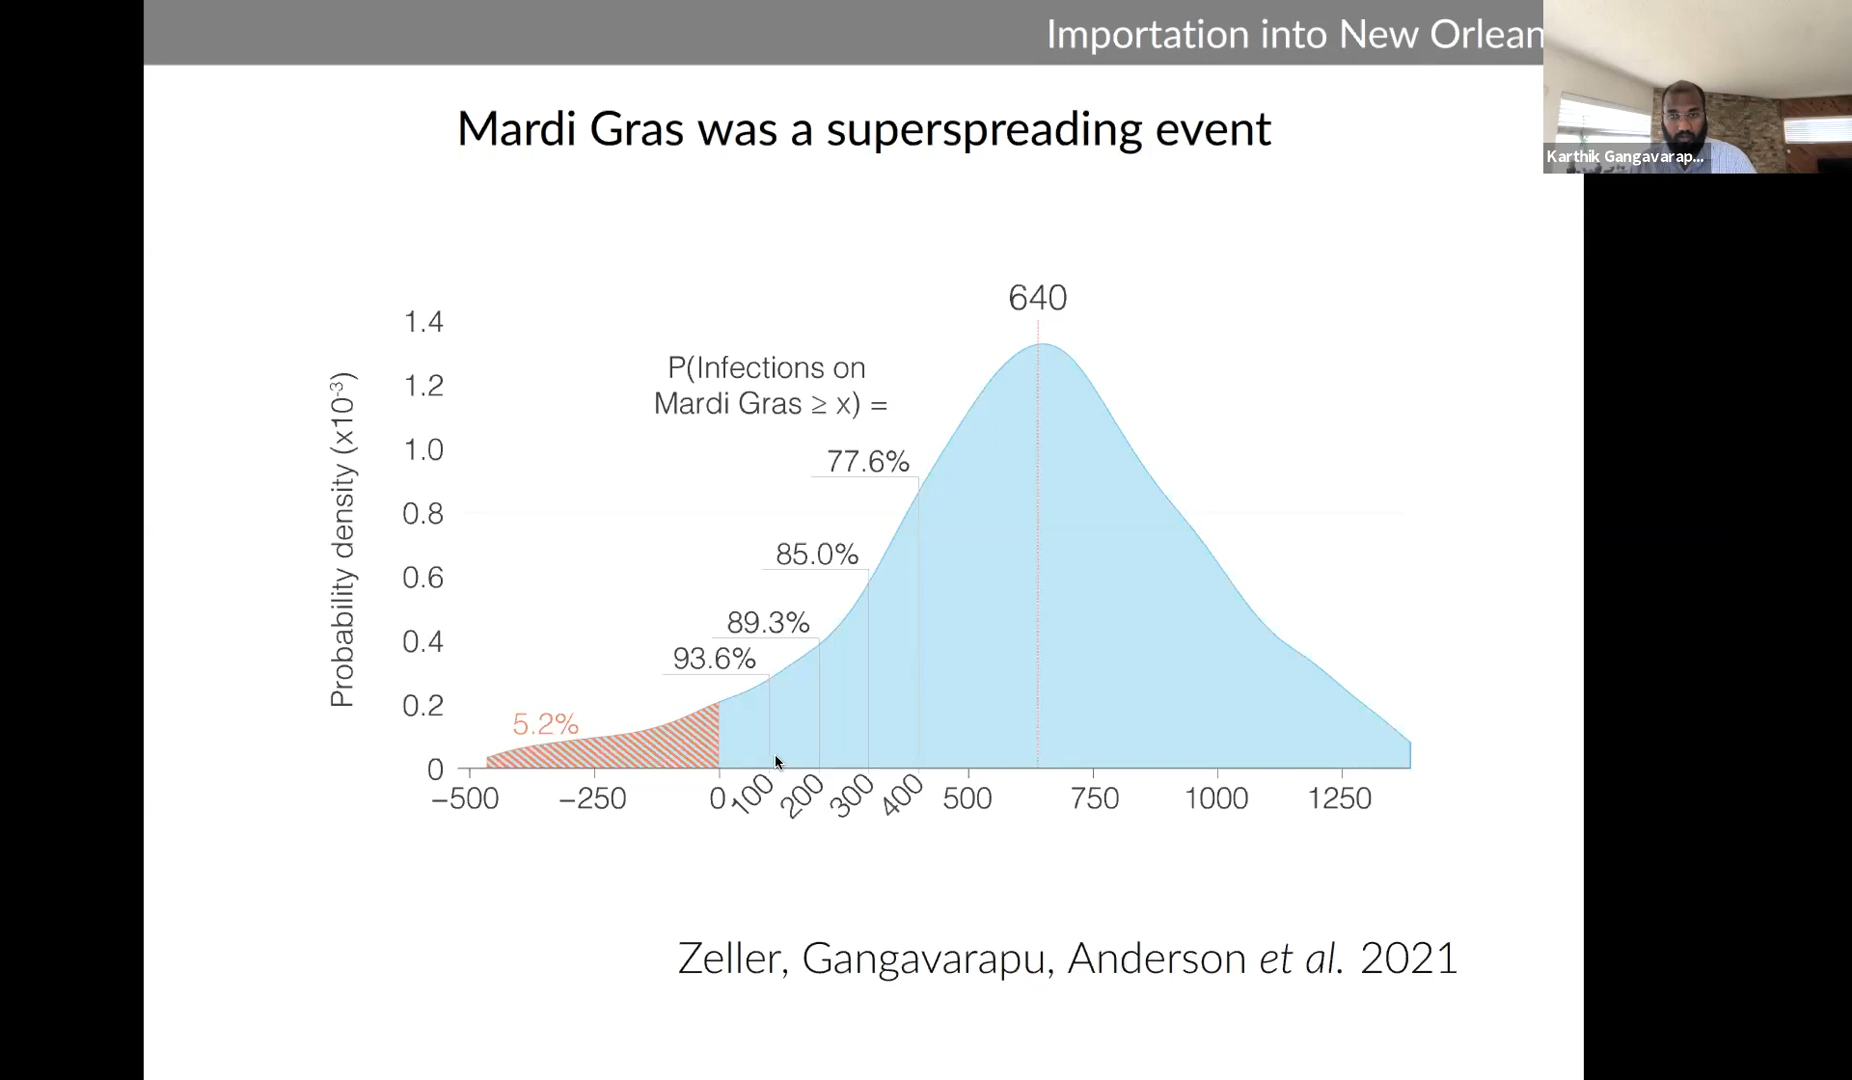 Importation into New Orlean
Karthik Gangavarap...
Mardi Gras was a superspreading event
640
1.4
1.2
1.0
0.8
0.6
0.4
0.2
0
Probability density (x10⁻³)
P(Infections on
Mardi Gras ≥ x) =
77.6%
85.0%
89.3%
93.6%
5.2%
−500 −250 0 100 200 300 400 500 750 1000 1250
Zeller, Gangavarapu, Anderson et al. 2021